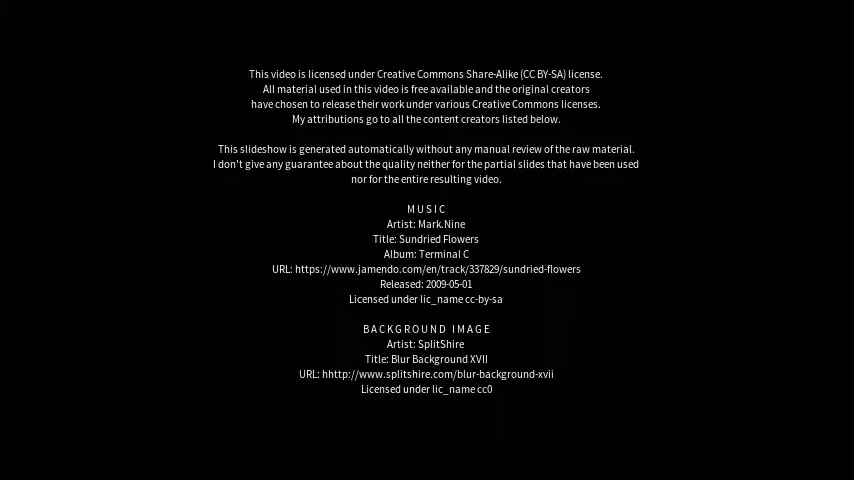 This video is licensed under Creative Commons Share-Alike (CC BY-SA) license.
All material used in this video is free available and the original creators
have chosen to release their work under various Creative Commons licenses.
My attributions go to all the content creators listed below.
This slideshow is generated automatically without any manual review of the raw material.
I don't give any guarantee about the quality neither for the partial slides that have been used
nor for the entire resulting video.
MUSIC
Artist: Mark.Nine
Title: Sundried Flowers
Album: Terminal C
URL: https://www.jamendo.com/en/track/337829/sundried-flowers
Released: 2009-05-01
Licensed under lic_name cc-by-sa
BACKGROUND IMAGE
Artist: SplitShire
Title: Blur Background XVII
URL: hhttp://www.splitshire.com/blur-background-xvii
Licensed under lic_name cc0